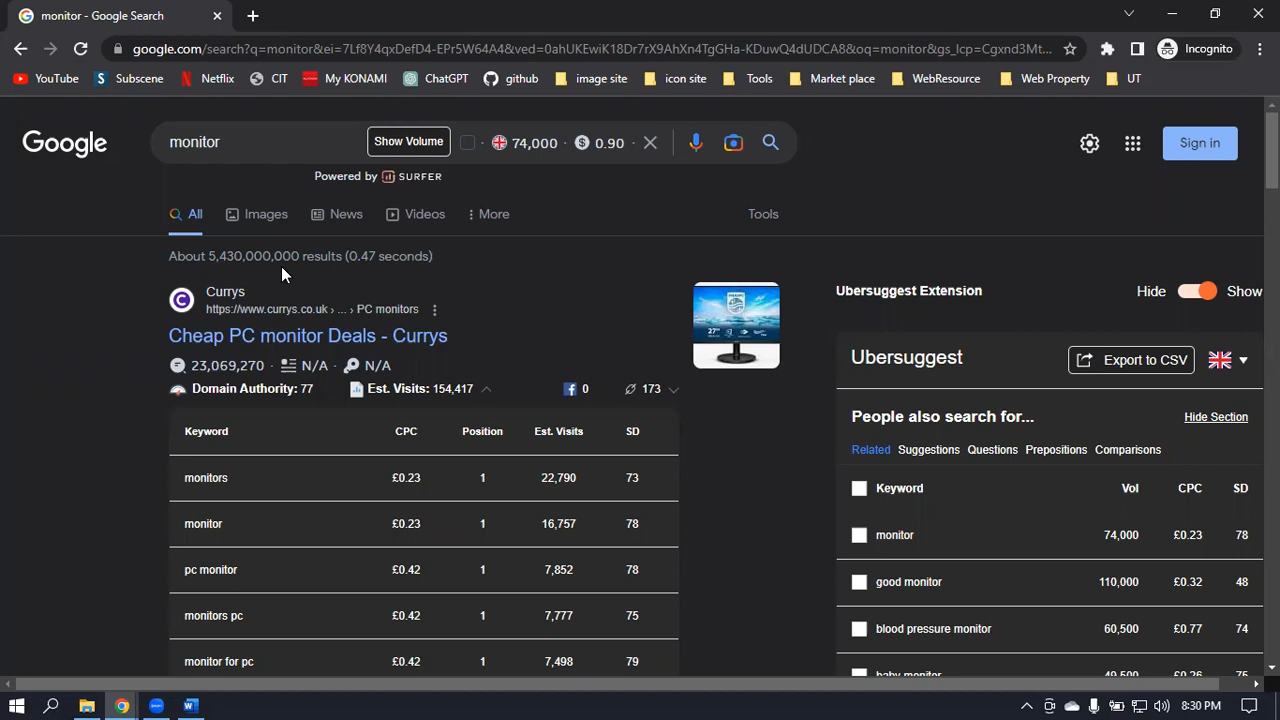 monitor - Google Search
google.com/search?q=monitor&ei=7Lf8Y4qxDefD4-EPr5W64A4&ved=0ahUKEwiK18Dr7rX9AhXn4TgGHa-KDuwQ4dUDCA8&oq=monitor&gs_lcp=Cgxnd3Mt...
Incognito
YouTube Subscene Netflix CIT My KONAMI ChatGPT github image site icon site Tools Market place WebResource Web Property UT
Google
monitor Show Volume 74,000 · $ 0.90 ·
Sign in
Powered by SURFER
All Images News Videos More Tools
About 5,430,000,000 results (0.47 seconds)
Currys
https://www.currys.co.uk › ... › PC monitors
Cheap PC monitor Deals - Currys
23,069,270 · N/A · N/A
Domain Authority: 77 Est. Visits: 154,417 0 173
Keyword CPC Position Est. Visits SD
monitors £0.23 1 22,790 73
monitor £0.23 1 16,757 78
pc monitor £0.42 1 7,852 78
monitors pc £0.42 1 7,777 75
monitor for pc £0.42 1 7,498 79
Ubersuggest Extension Hide Show
Ubersuggest Export to CSV
People also search for... Hide Section
Related Suggestions Questions Prepositions Comparisons
Keyword Vol CPC SD
monitor 74,000 £0.23 78
good monitor 110,000 £0.32 48
blood pressure monitor 60,500 £0.77 74
baby monitor 49,500 £0.26 75
8:30 PM